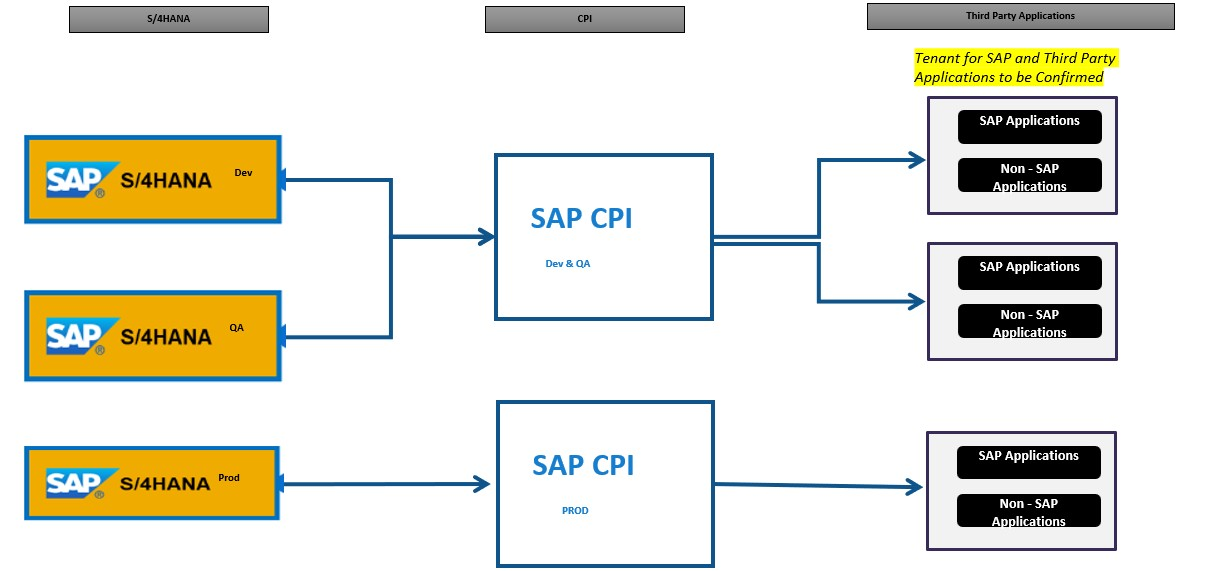 S/4HANA
CPI
Third Party Applications
Tenant for SAP and Third Party
Applications to be Confirmed
SAP Applications
Non - SAP
Applications
SAP® S/4HANA Dev
SAP CPI
Dev & QA
SAP Applications
Non - SAP
Applications
SAP® S/4HANA QA
SAP Applications
Non - SAP
Applications
SAP® S/4HANA Prod
SAP CPI
PROD